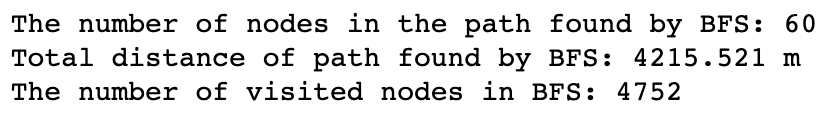 The number of nodes in the path found by BFS: 60
Total distance of path found by BFS: 4215.521 m
The number of visited nodes in BFS: 4752